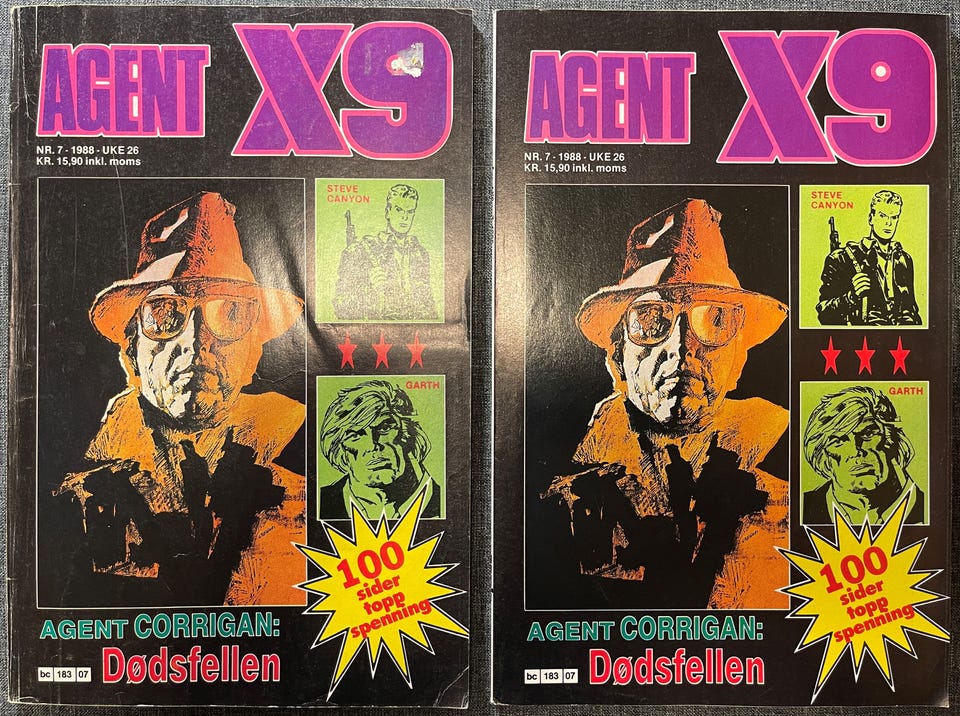 AGENT X9
NR. 7 - 1988 - UKE 26
KR. 15,90 inkl. moms
STEVE
CANYON
GARTH
100
sider
topp
spenning
AGENT CORRIGAN:
Dødsfellen
bc 183 07
AGENT X9
NR. 7 - 1988 - UKE 26
KR. 15,90 inkl. moms
STEVE
CANYON
GARTH
100
sider
topp
spenning
AGENT CORRIGAN:
Dødsfellen
bc 183 07